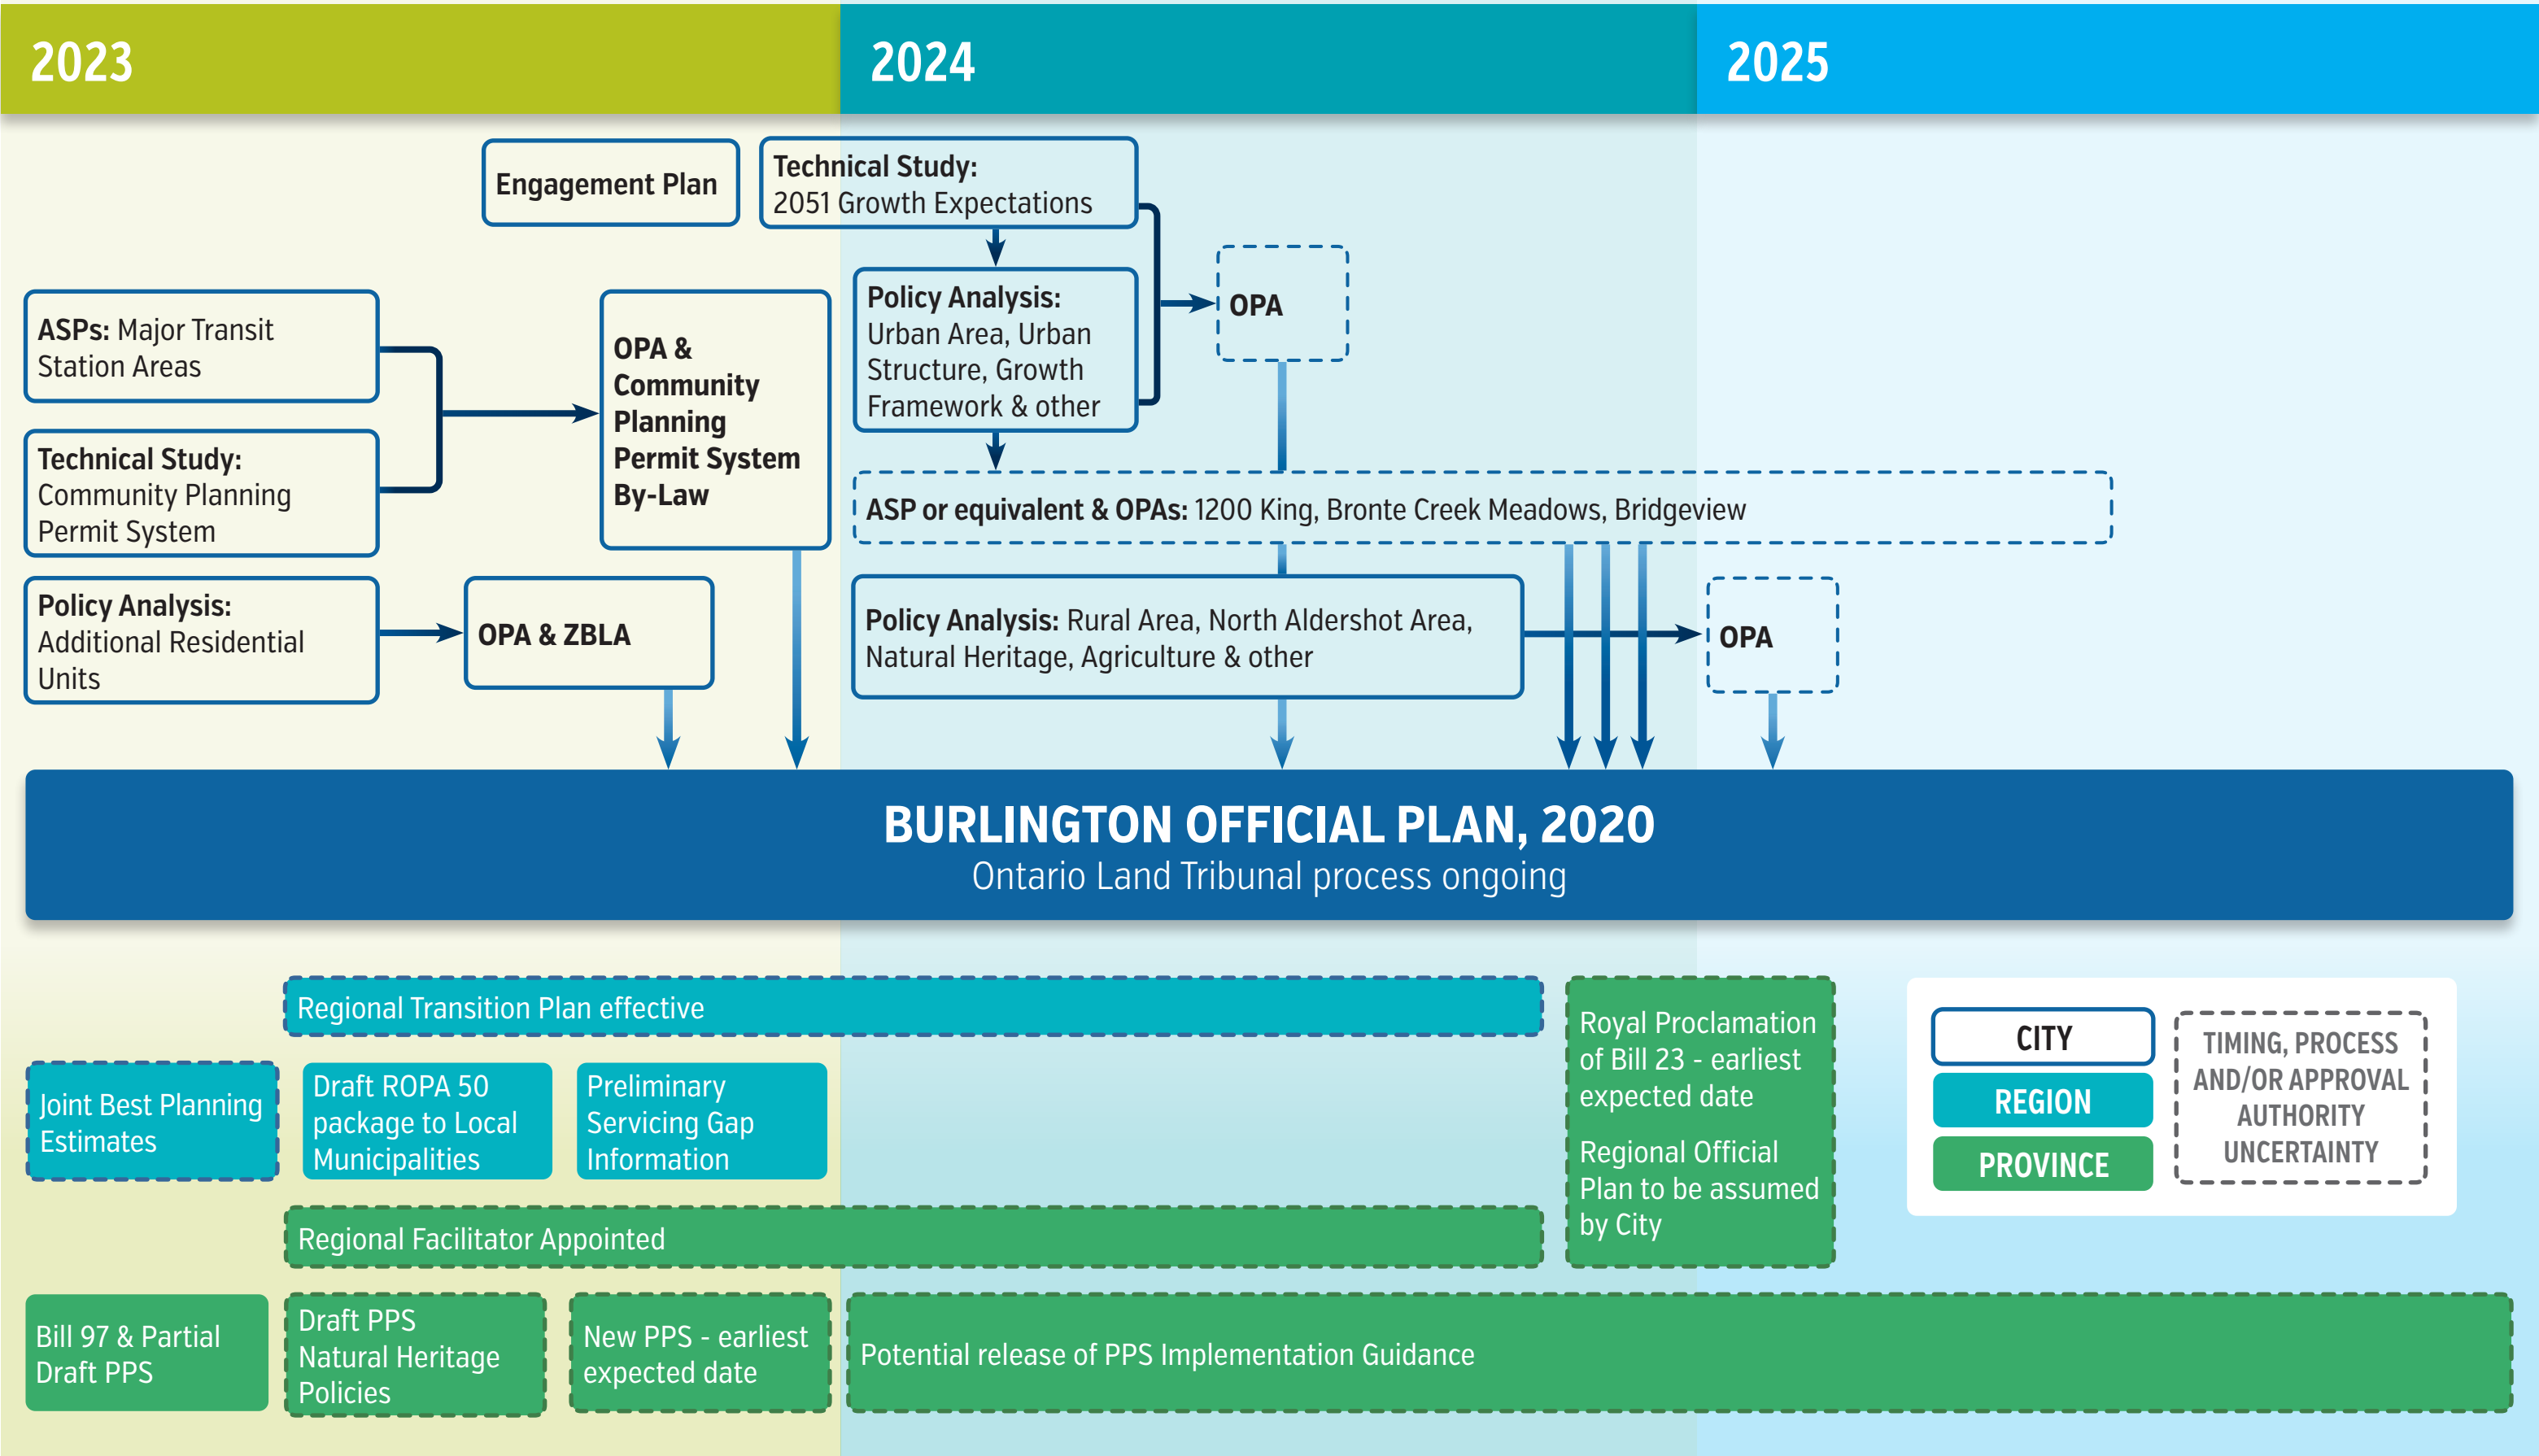 2023
2024
2025
Engagement Plan
Technical Study:
2051 Growth Expectations
ASPs: Major Transit
Station Areas
Technical Study:
Community Planning
Permit System
OPA &
Community
Planning
Permit System
By-Law
Policy Analysis:
Urban Area, Urban
Structure, Growth
Framework & other
OPA
ASP or equivalent & OPAs: 1200 King, Bronte Creek Meadows, Bridgeview
Policy Analysis:
Additional Residential
Units
OPA & ZBLA
Policy Analysis: Rural Area, North Aldershot Area,
Natural Heritage, Agriculture & other
OPA
BURLINGTON OFFICIAL PLAN, 2020
Ontario Land Tribunal process ongoing
Regional Transition Plan effective
Joint Best Planning
Estimates
Draft ROPA 50
package to Local
Municipalities
Preliminary
Servicing Gap
Information
Regional Facilitator Appointed
Royal Proclamation
of Bill 23 - earliest
expected date
Regional Official
Plan to be assumed
by City
CITY
REGION
PROVINCE
TIMING, PROCESS
AND/OR APPROVAL
AUTHORITY
UNCERTAINTY
Bill 97 & Partial
Draft PPS
Draft PPS
Natural Heritage
Policies
New PPS - earliest
expected date
Potential release of PPS Implementation Guidance